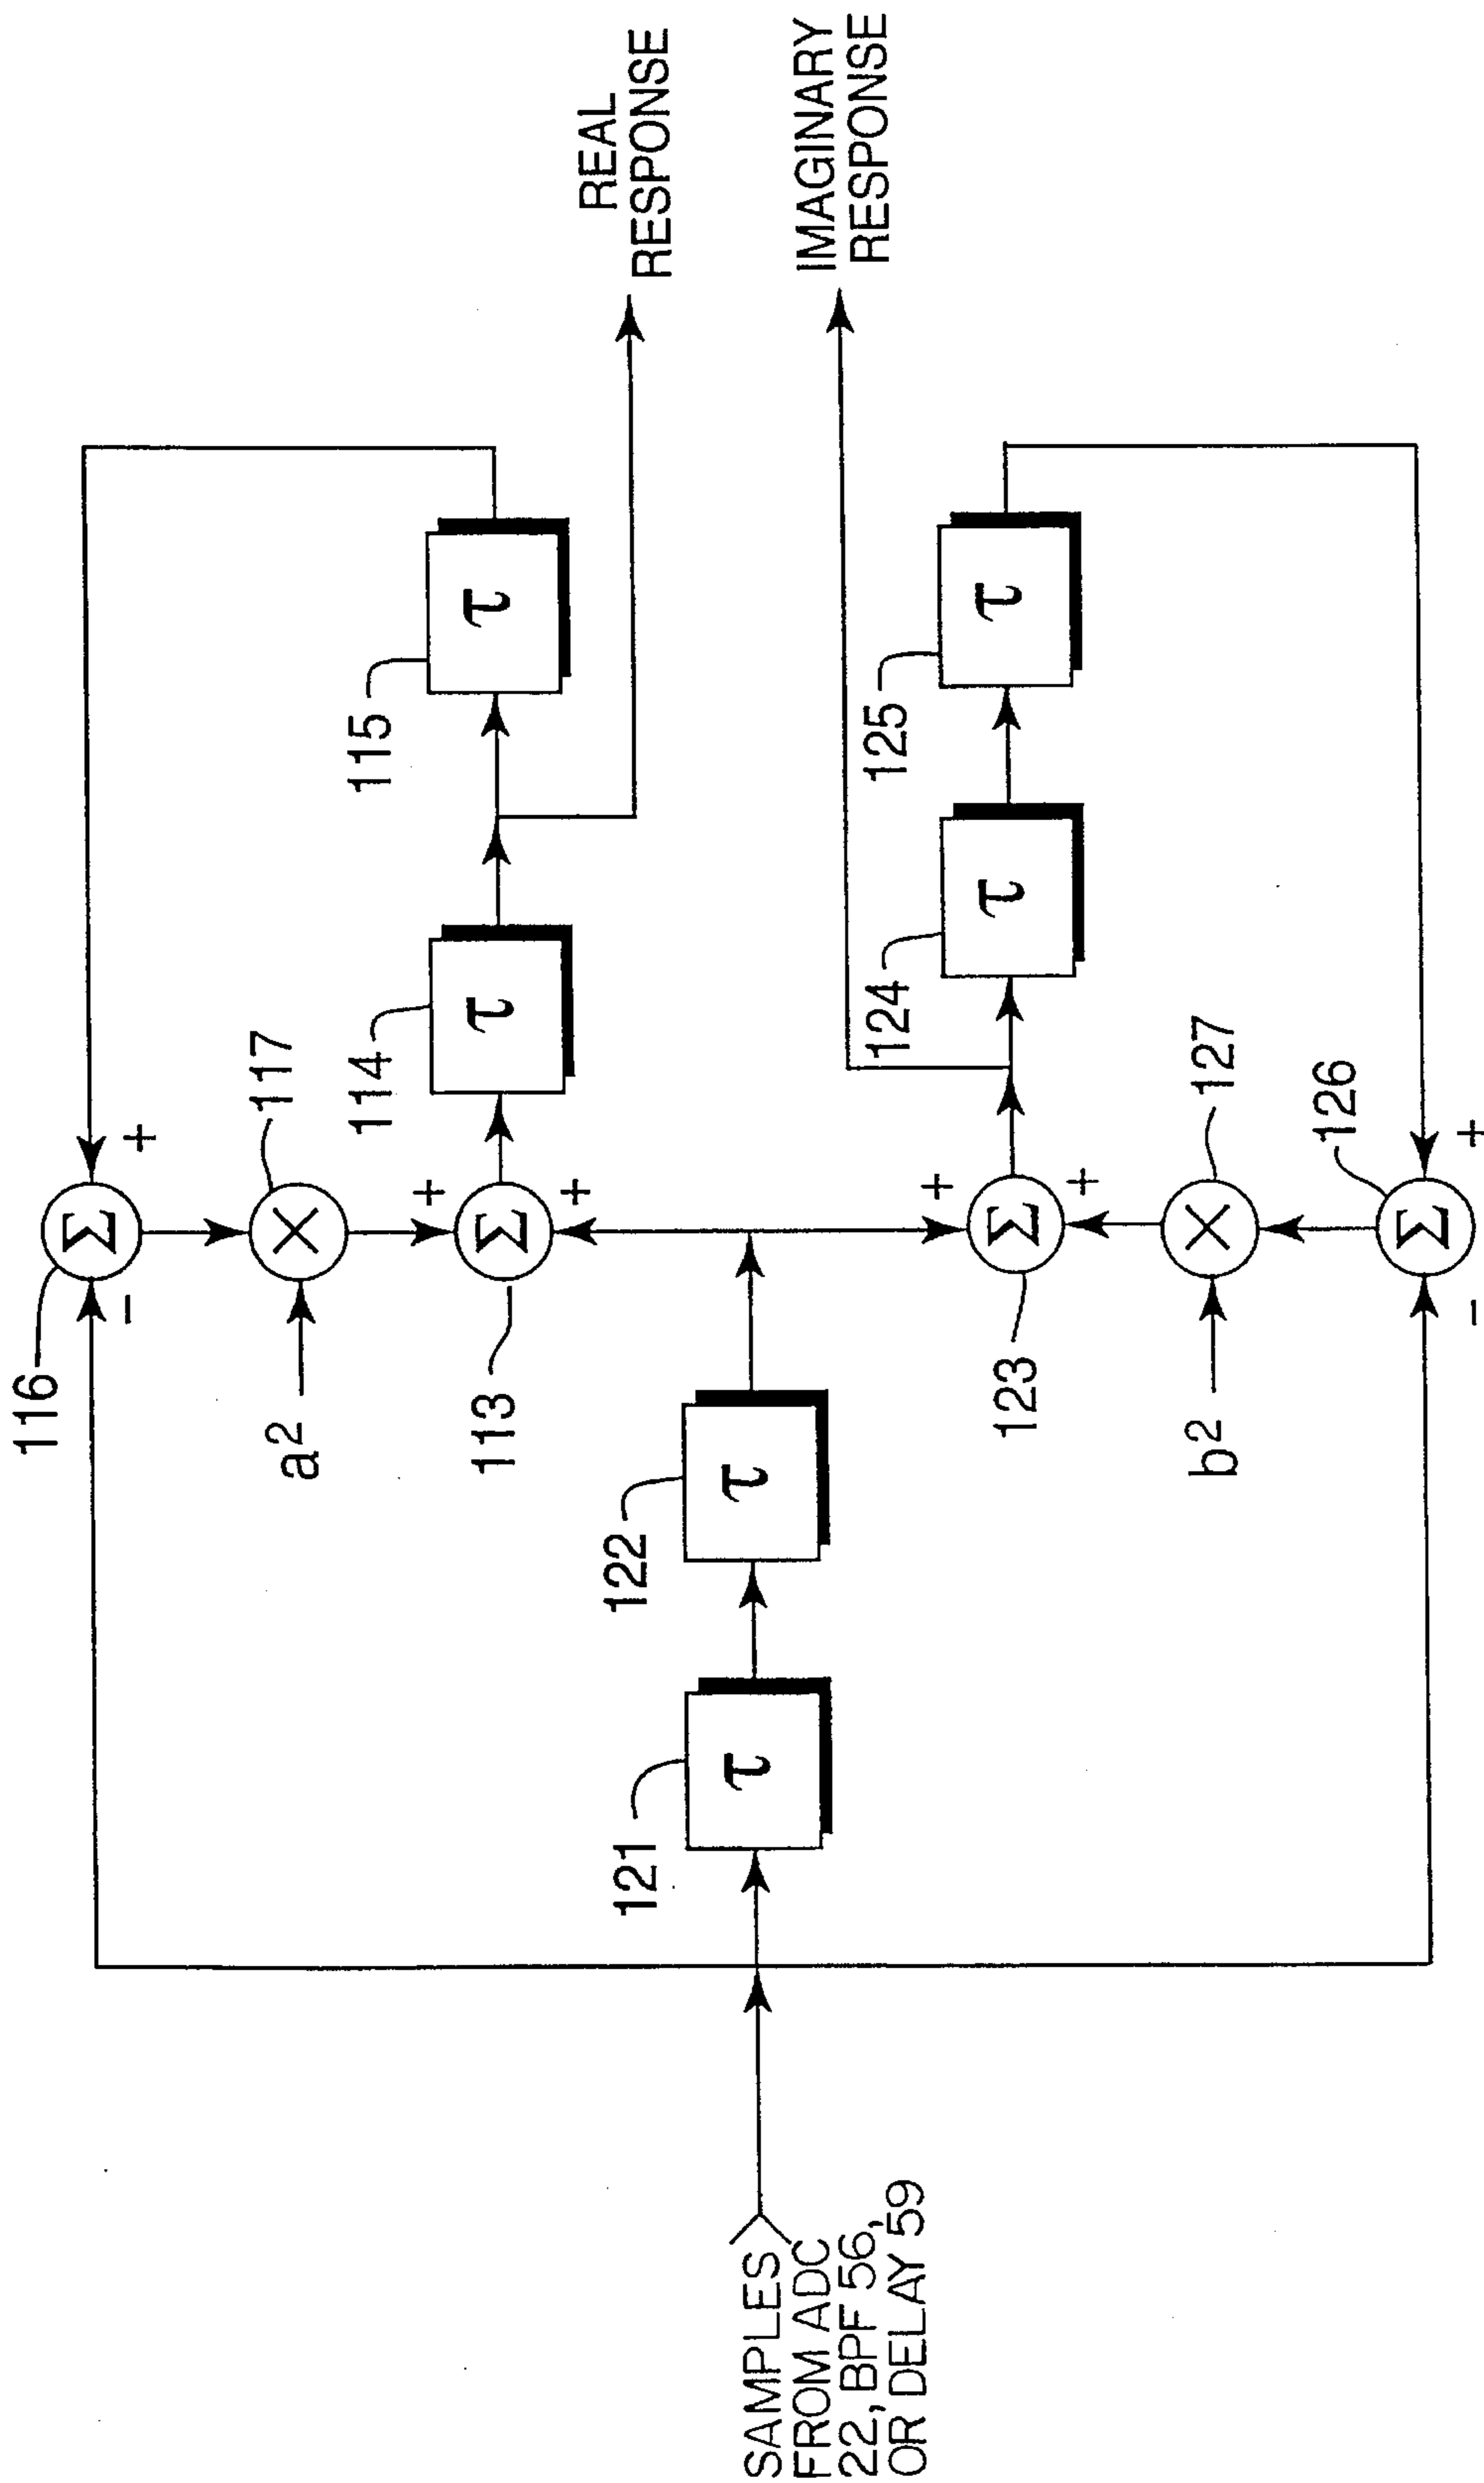 116
Σ
+
−
117
×
a²
+
113
Σ
+
114
τ
115
τ
REAL
RESPONSE
SAMPLES
FROM ADC
22, BPF 56,
OR DELAY 59
121
τ
122
τ
IMAGINARY
RESPONSE
+
123
Σ
+
124
τ
125
τ
127
×
b²
126
Σ
+
−